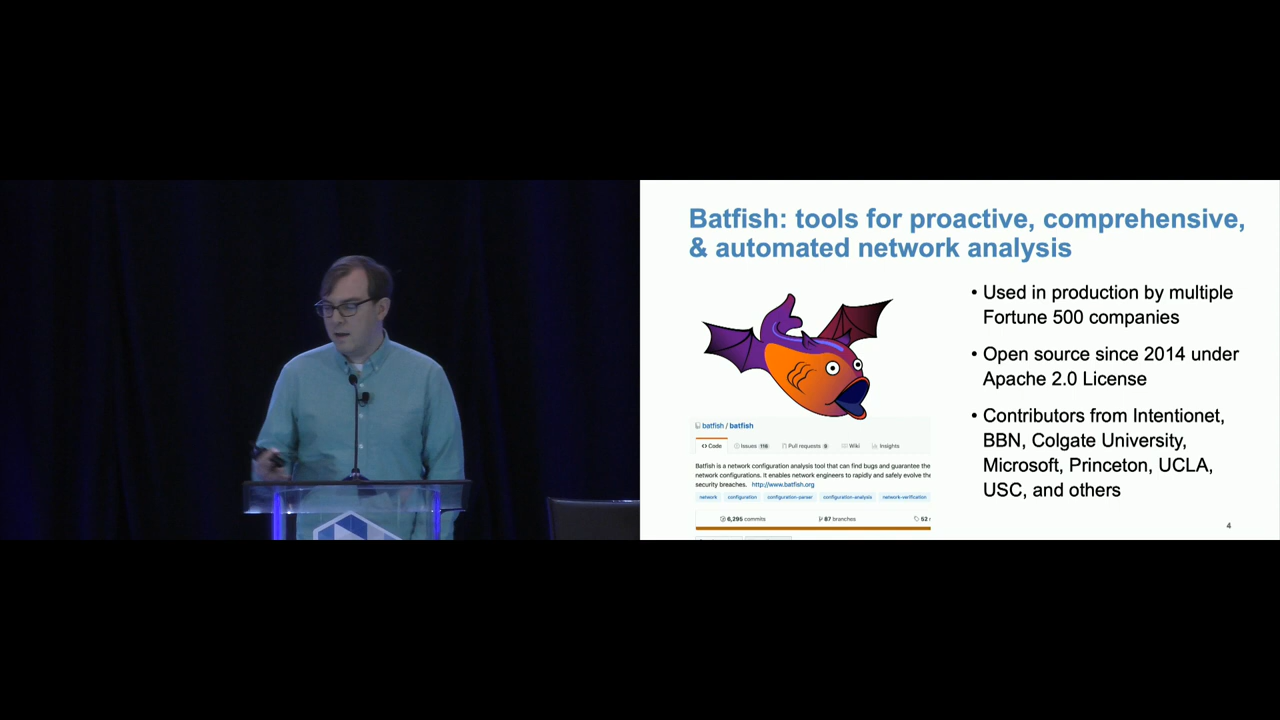 Batfish: tools for proactive, comprehensive,
& automated network analysis
• Used in production by multiple
Fortune 500 companies
• Open source since 2014 under
Apache 2.0 License
• Contributors from Intentionet,
BBN, Colgate University,
Microsoft, Princeton, UCLA,
USC, and others
batfish / batfish
Code
Issues 116
Pull requests
Wiki
Insights
Batfish is a network configuration analysis tool that can find bugs and guarantee the
network configurations. It enables network engineers to rapidly and safely evolve the
security breaches. http://www.batfish.org
network configuration configuration-parser configuration-analysis network-verification
6,295 commits
87 branches
52
4